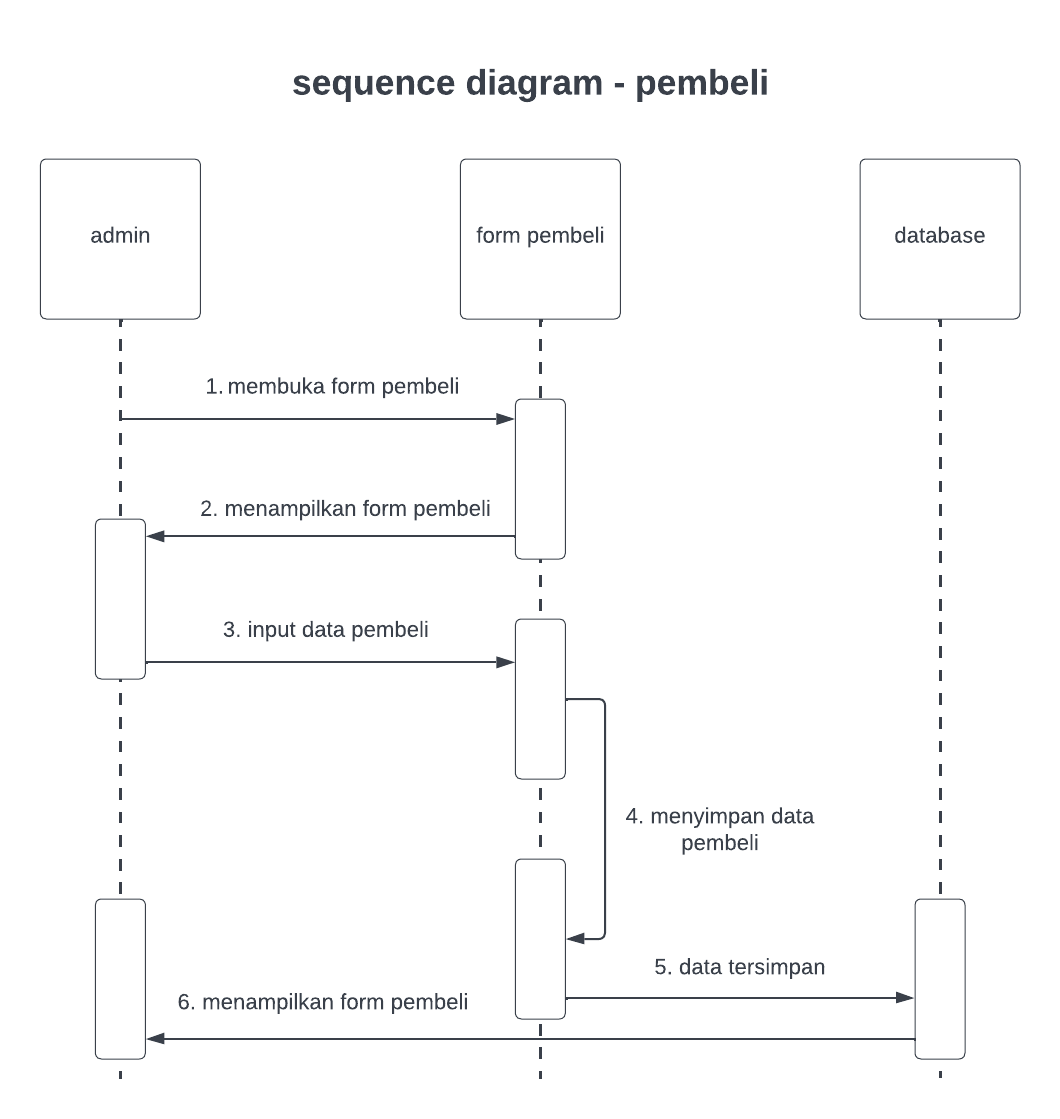 sequence diagram - pembeli
admin
form pembeli
database
1. membuka form pembeli
2. menampilkan form pembeli
3. input data pembeli
4. menyimpan data
pembeli
5. data tersimpan
6. menampilkan form pembeli